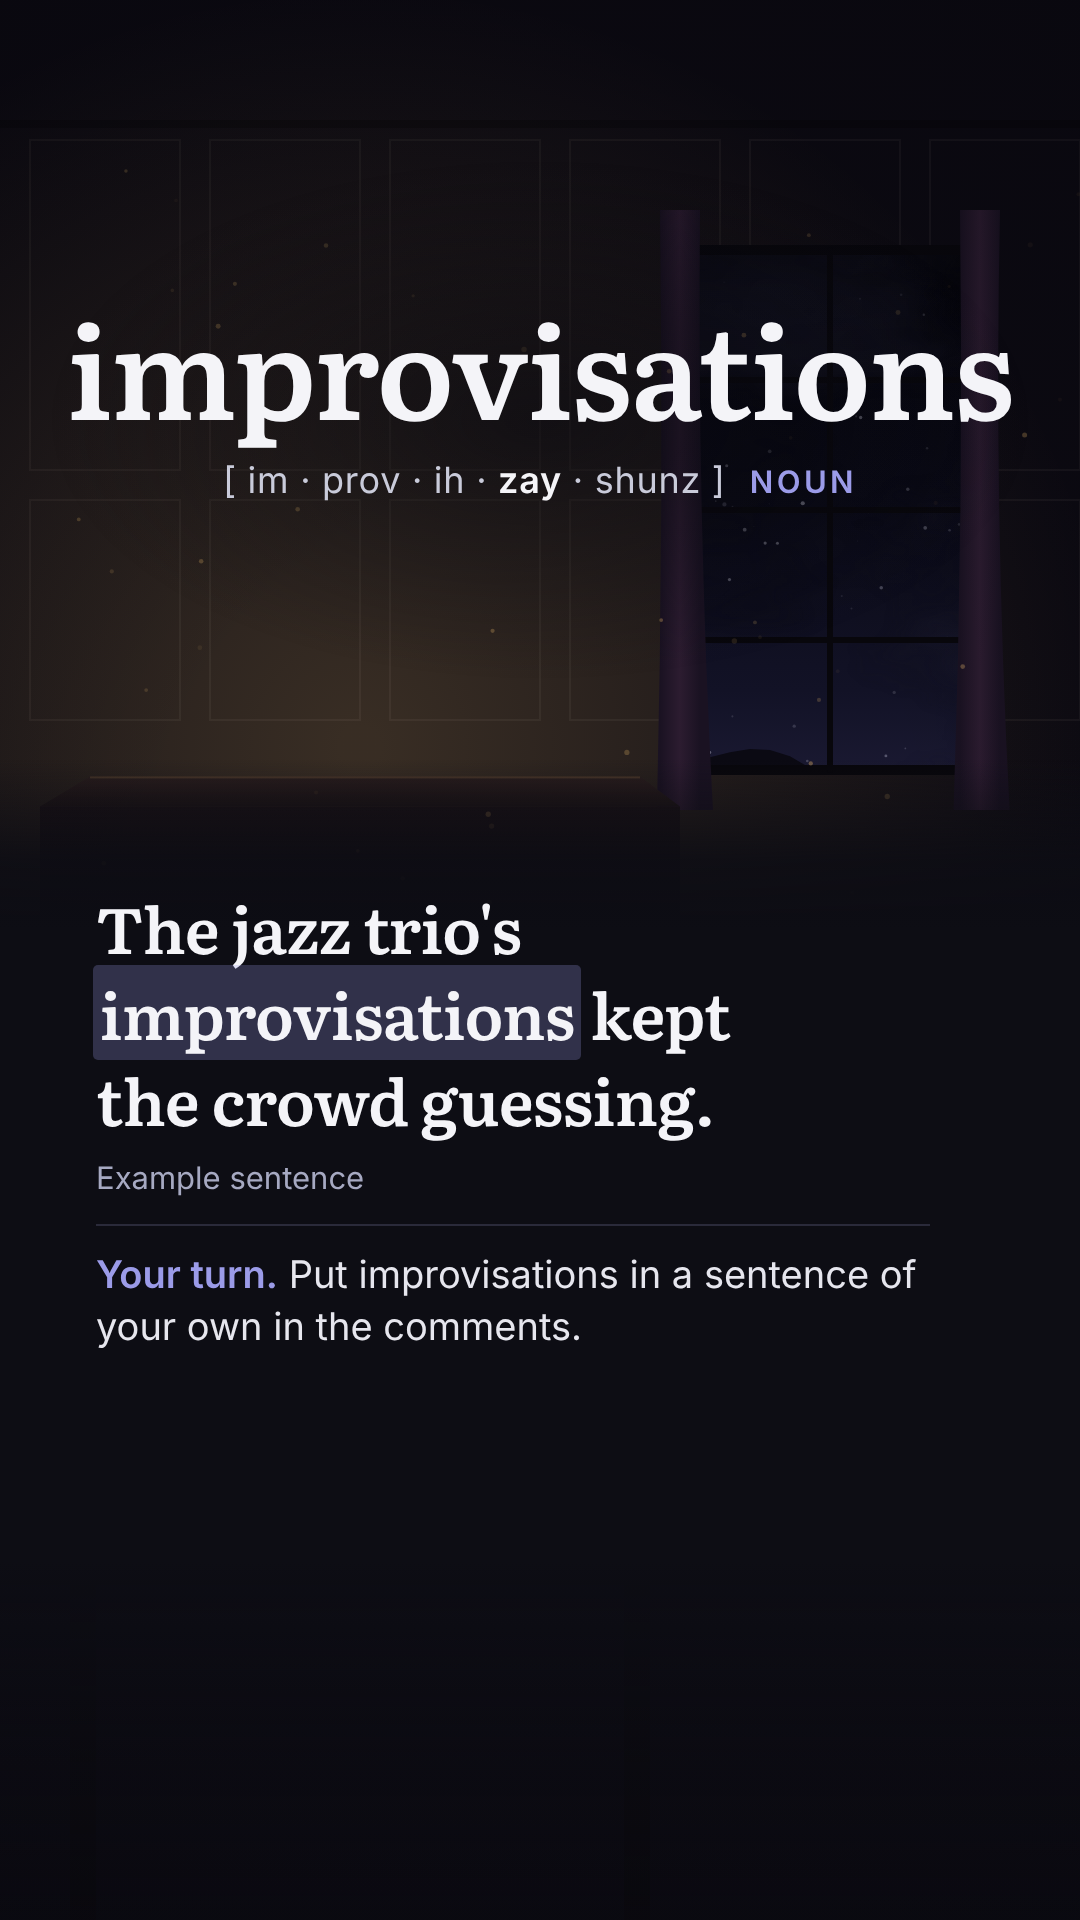 improvisations
[ im · prov · ih · zay · shunz ] NOUN
The jazz trio's
improvisations kept
the crowd guessing.
Example sentence
Your turn. Put improvisations in a sentence of
your own in the comments.